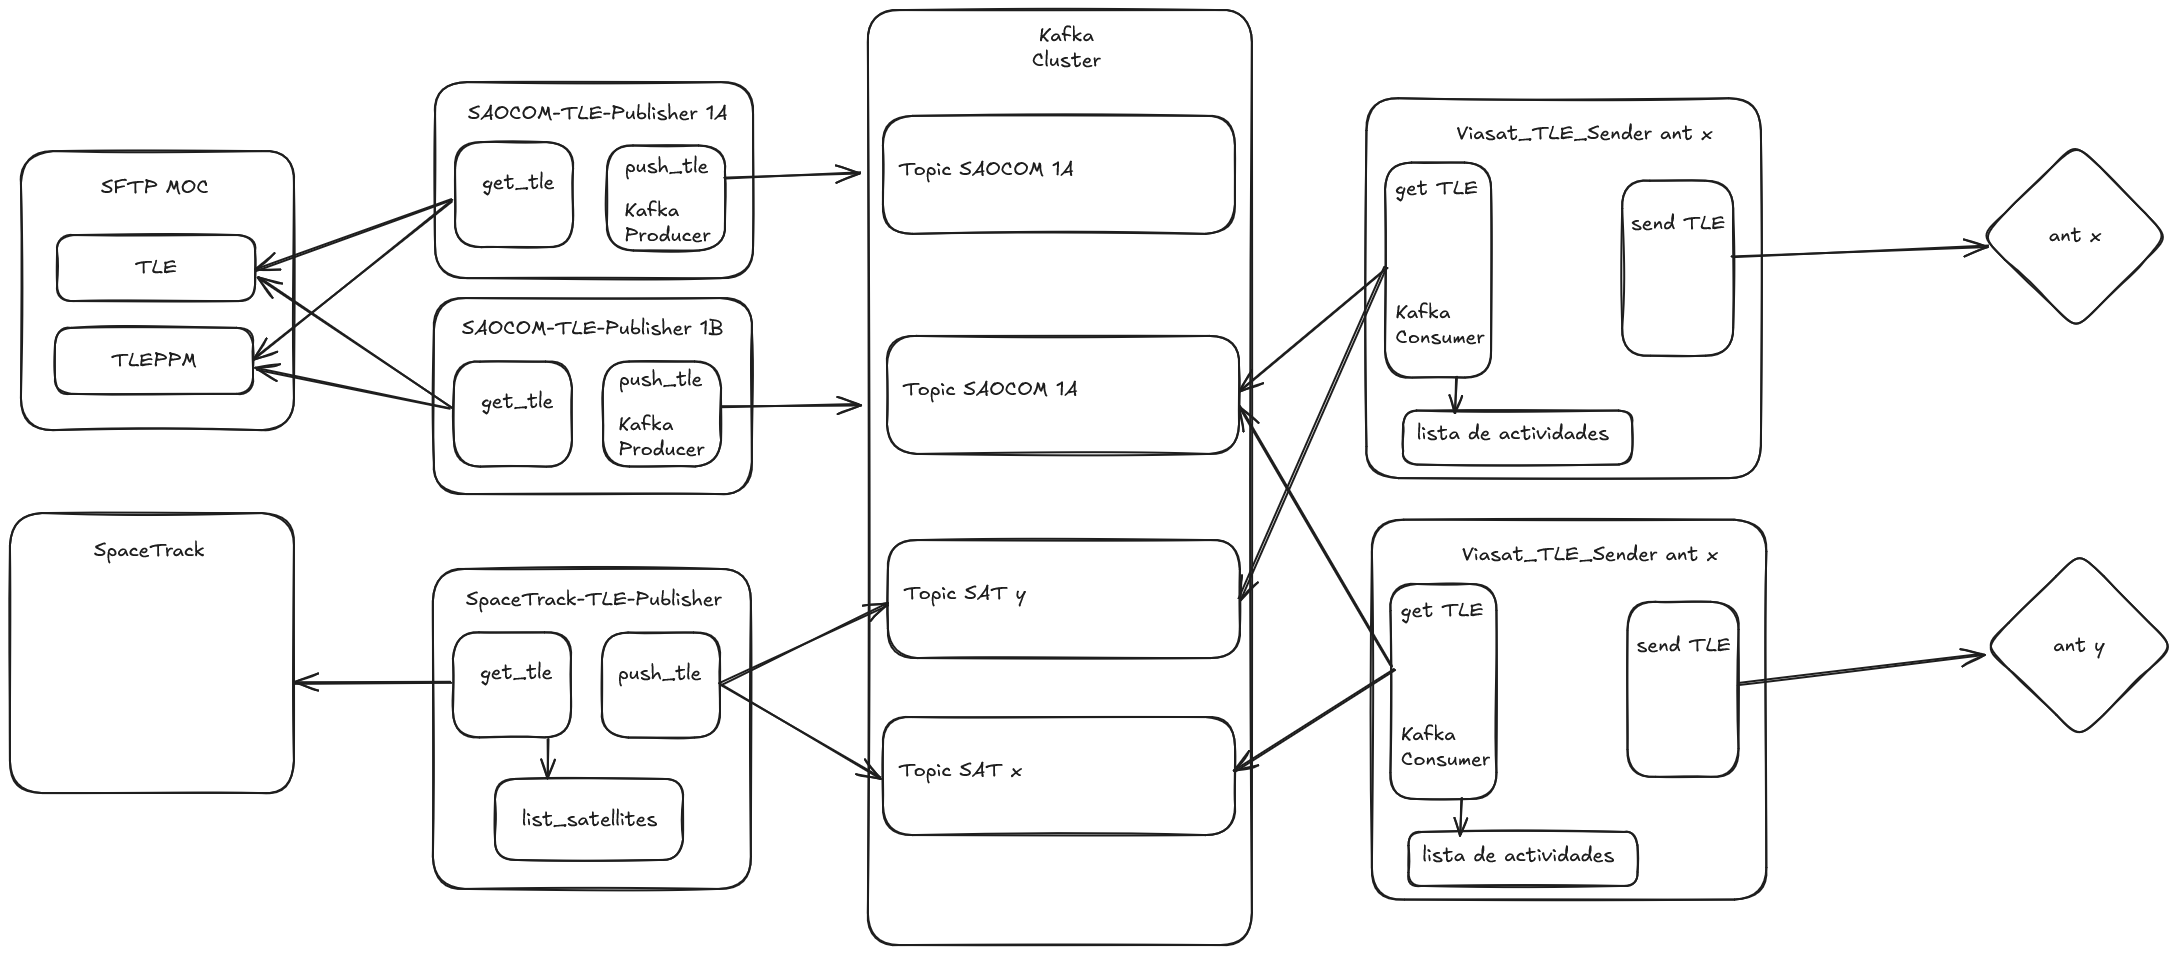 SFTP MOC
TLE
TLEPPM
SpaceTrack
SAOCOM-TLE-Publisher 1A
get_tle
push_tle
Kafka
Producer
SAOCOM-TLE-Publisher 1B
get_tle
push_tle
Kafka
Producer
SpaceTrack-TLE-Publisher
get_tle
push_tle
list_satellites
Kafka
Cluster
Topic SAOCOM 1A
Topic SAOCOM 1A
Topic SAT y
Topic SAT x
Viasat_TLE_Sender ant x
get TLE
Kafka
Consumer
send TLE
lista de actividades
Viasat_TLE_Sender ant x
get TLE
Kafka
Consumer
send TLE
lista de actividades
ant x
ant y